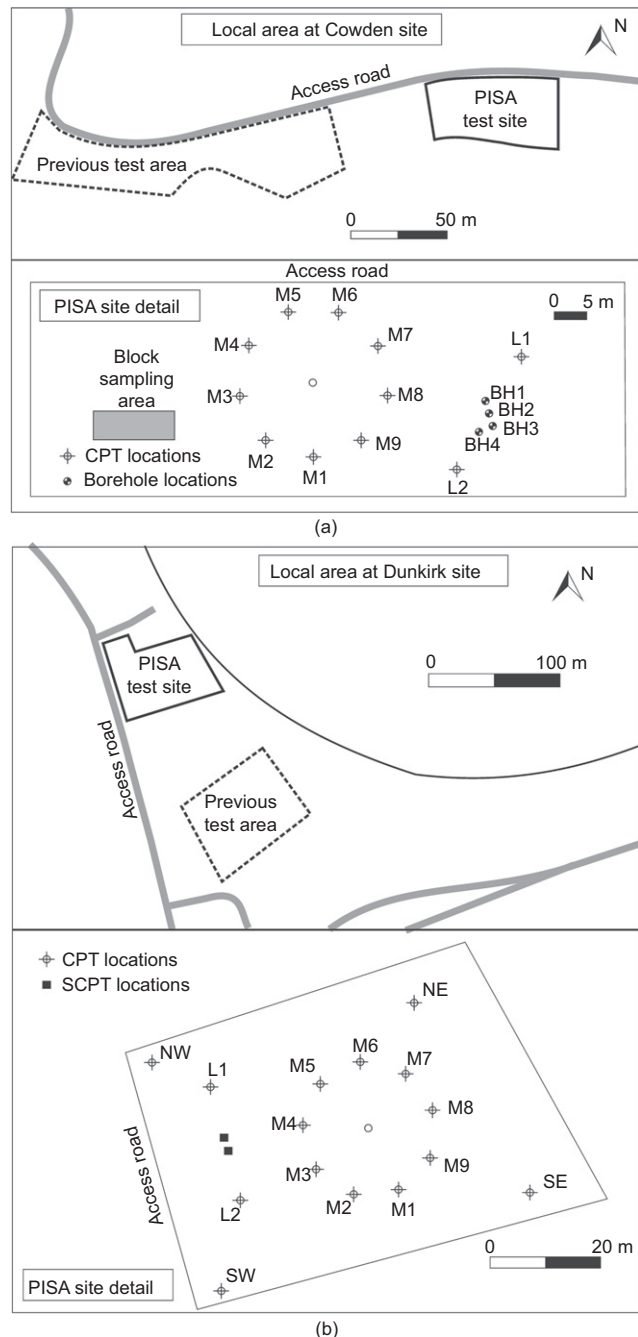 Local area at Cowden site
N
Access road
PISA
test site
Previous test area
0 50 m
Access road
PISA site detail
M5 M6
0 5 m
M4 M7
L1
Block
sampling
area
M3 M8
BH1
BH2
BH3
BH4
M2 M9
M1
L2
CPT locations
Borehole locations
(a)
Local area at Dunkirk site
N
PISA
test site
0 100 m
Access road
Previous
test area
CPT locations
SCPT locations
NE
NW
L1
M6
M5 M7
M8
M4
M3 M9
L2
M2 M1
SE
Access road
SW
0 20 m
PISA site detail
(b)